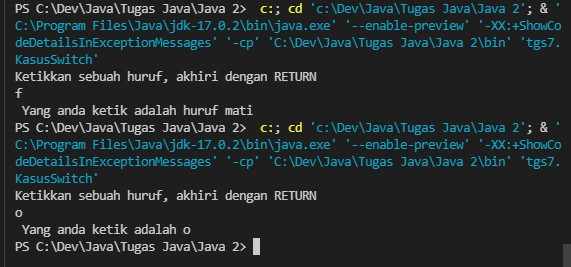 PS C:\Dev\Java\Tugas Java\Java 2>  c:; cd 'c:\Dev\Java\Tugas Java\Java 2'; & '
C:\Program Files\Java\jdk-17.0.2\bin\java.exe' '--enable-preview' '-XX:+ShowCo
deDetailsInExceptionMessages' '-cp' 'C:\Dev\Java\Tugas Java\Java 2\bin' 'tgs7.
KasusSwitch'
Ketikkan sebuah huruf, akhiri dengan RETURN
f
 Yang anda ketik adalah huruf mati
PS C:\Dev\Java\Tugas Java\Java 2>  c:; cd 'c:\Dev\Java\Tugas Java\Java 2'; & '
C:\Program Files\Java\jdk-17.0.2\bin\java.exe' '--enable-preview' '-XX:+ShowCo
deDetailsInExceptionMessages' '-cp' 'C:\Dev\Java\Tugas Java\Java 2\bin' 'tgs7.
KasusSwitch'
Ketikkan sebuah huruf, akhiri dengan RETURN
o
 Yang anda ketik adalah o
PS C:\Dev\Java\Tugas Java\Java 2>